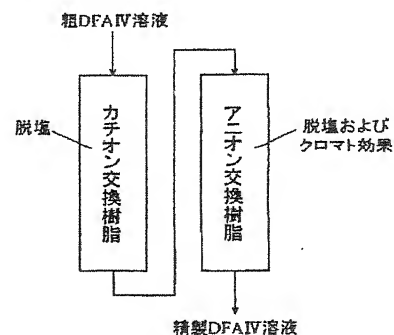 粗DFAⅣ溶液
脱塩
カチオン交換樹脂
アニオン交換樹脂
脱塩および
クロマト効果
精製DFAⅣ溶液